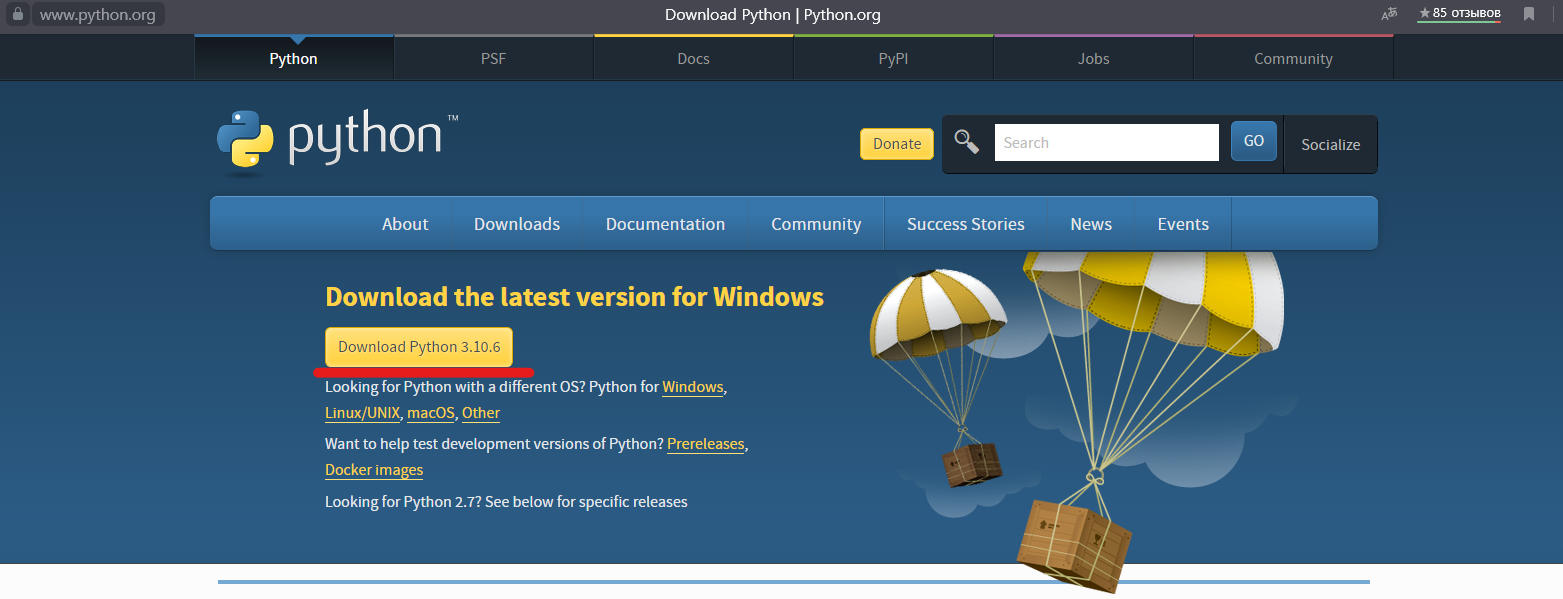 www.python.org
Download Python | Python.org
85 отзывов
Python
PSF
Docs
PyPI
Jobs
Community
python™
Donate
Search
GO
Socialize
About
Downloads
Documentation
Community
Success Stories
News
Events
Download the latest version for Windows
Download Python 3.10.6
Looking for Python with a different OS? Python for Windows,
Linux/UNIX, macOS, Other
Want to help test development versions of Python? Prereleases,
Docker images
Looking for Python 2.7? See below for specific releases